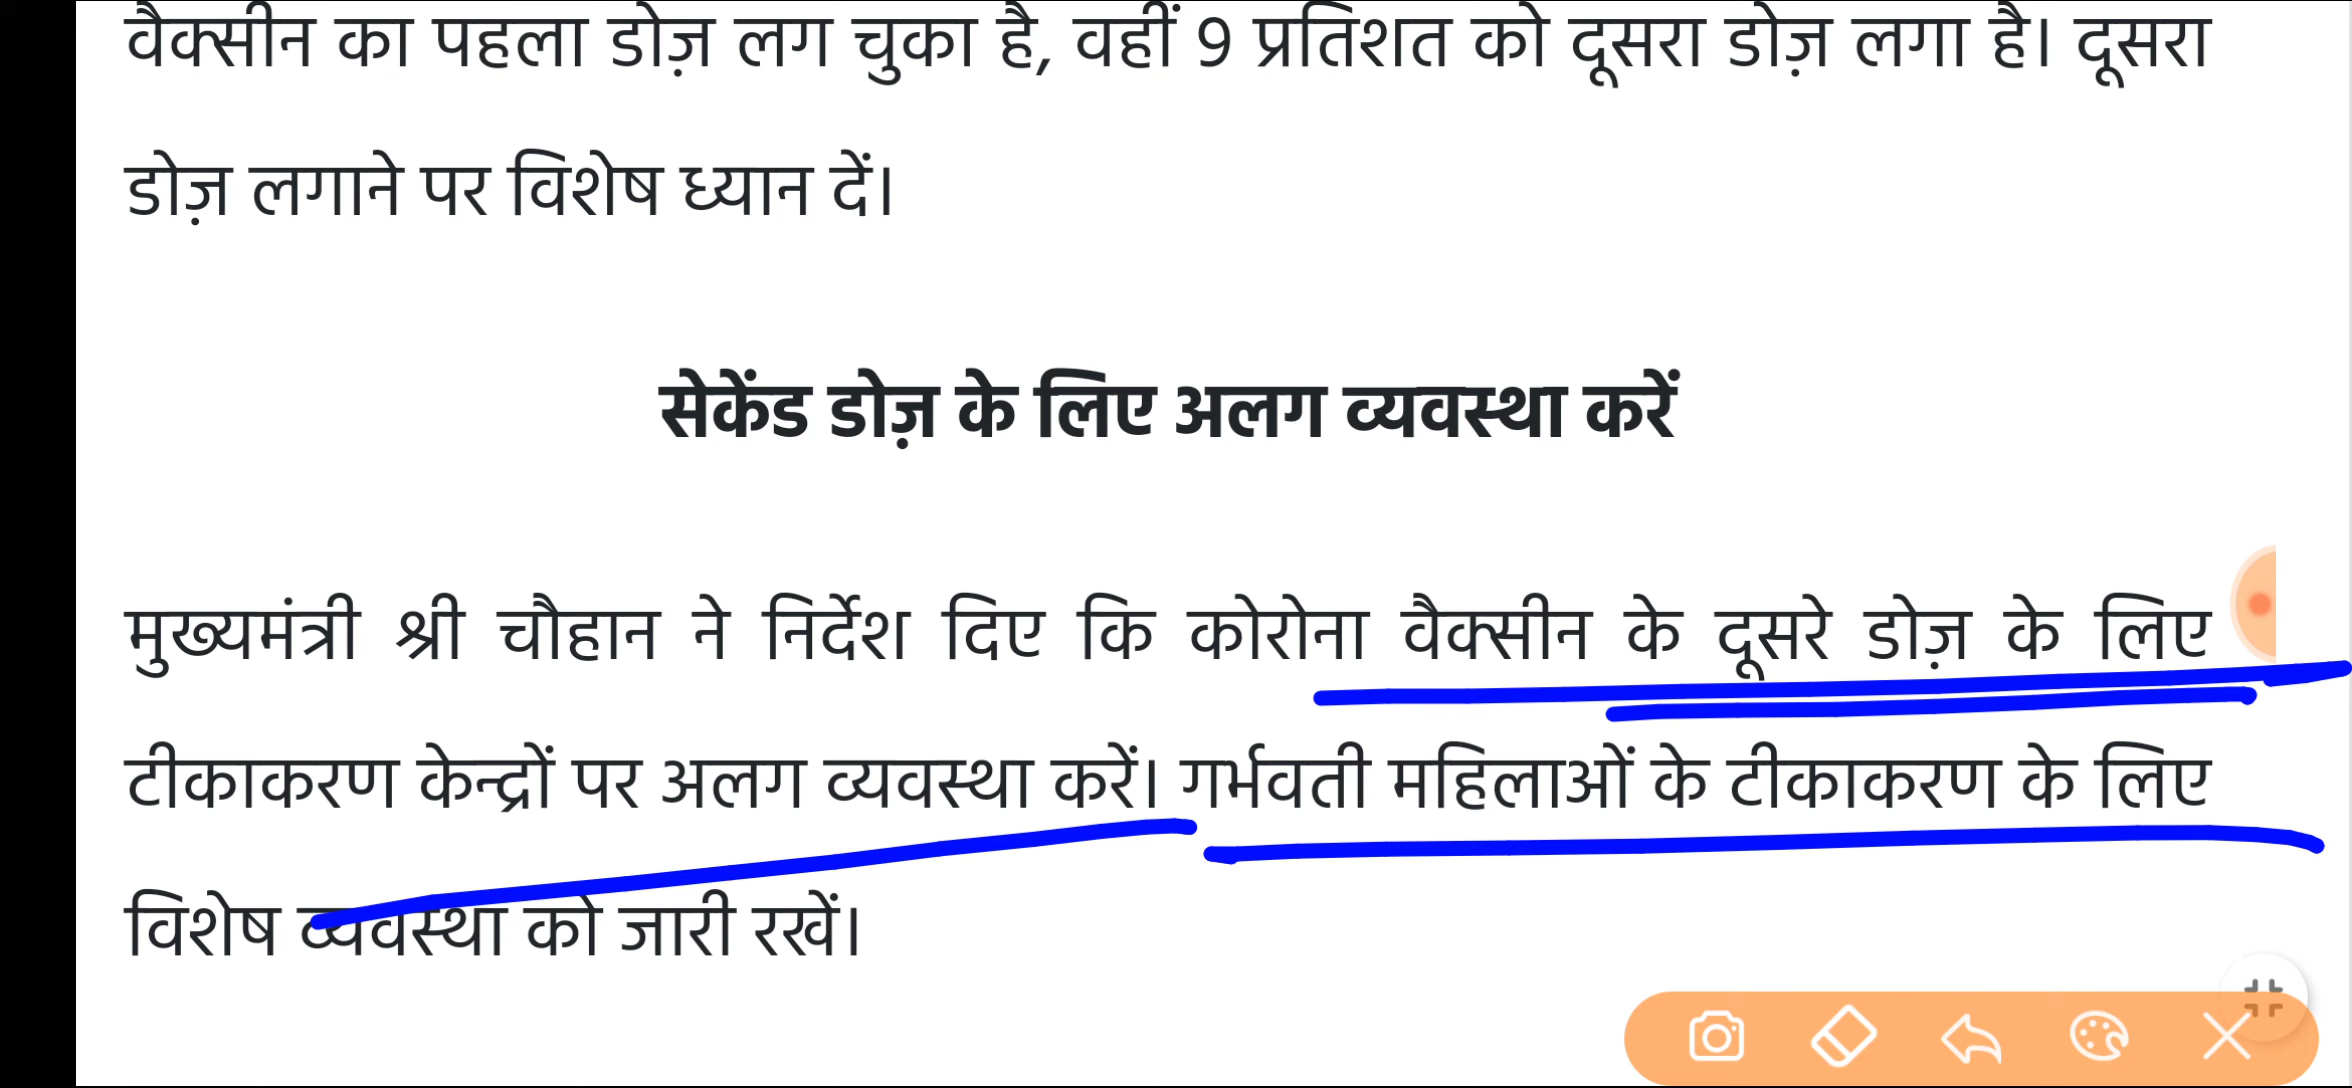 वैक्सीन का पहला डोज़ लग चुका है, वहीं 9 प्रतिशत को दूसरा डोज़ लगा है। दूसरा
डोज़ लगाने पर विशेष ध्यान दें।
सेकेंड डोज़ के लिए अलग व्यवस्था करें
मुख्यमंत्री श्री चौहान ने निर्देश दिए कि कोरोना वैक्सीन के दूसरे डोज़ के लिए
टीकाकरण केन्द्रों पर अलग व्यवस्था करें। गर्भवती महिलाओं के टीकाकरण के लिए
विशेष व्यवस्था को जारी रखें।